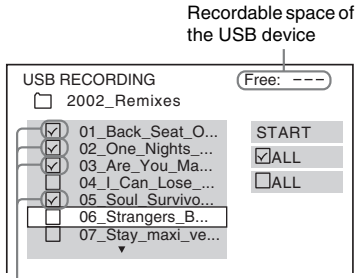 Recordable space of
the USB device
USB RECORDING
Free: ---
2002_Remixes
01_Back_Seat_O...
02_One_Nights_...
03_Are_You_Ma...
04_I_Can_Lose_...
05_Soul_Survivo...
06_Strangers_B...
07_Stay_maxi_ve...
START
ALL
ALL